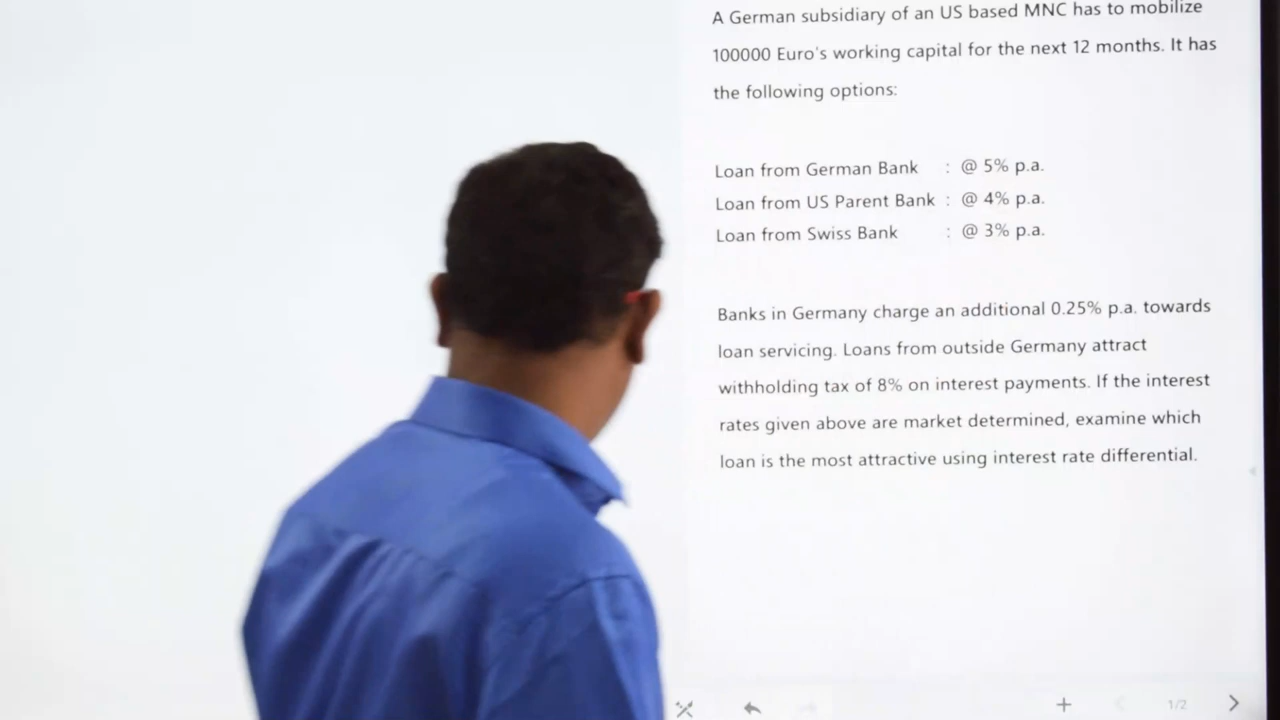 A German subsidiary of an US based MNC has to mobilize
100000 Euro's working capital for the next 12 months. It has
the following options:
Loan from German Bank : @ 5% p.a.
Loan from US Parent Bank : @ 4% p.a.
Loan from Swiss Bank : @ 3% p.a.
Banks in Germany charge an additional 0.25% p.a. towards
loan servicing. Loans from outside Germany attract
withholding tax of 8% on interest payments. If the interest
rates given above are market determined, examine which
loan is the most attractive using interest rate differential.
1/2